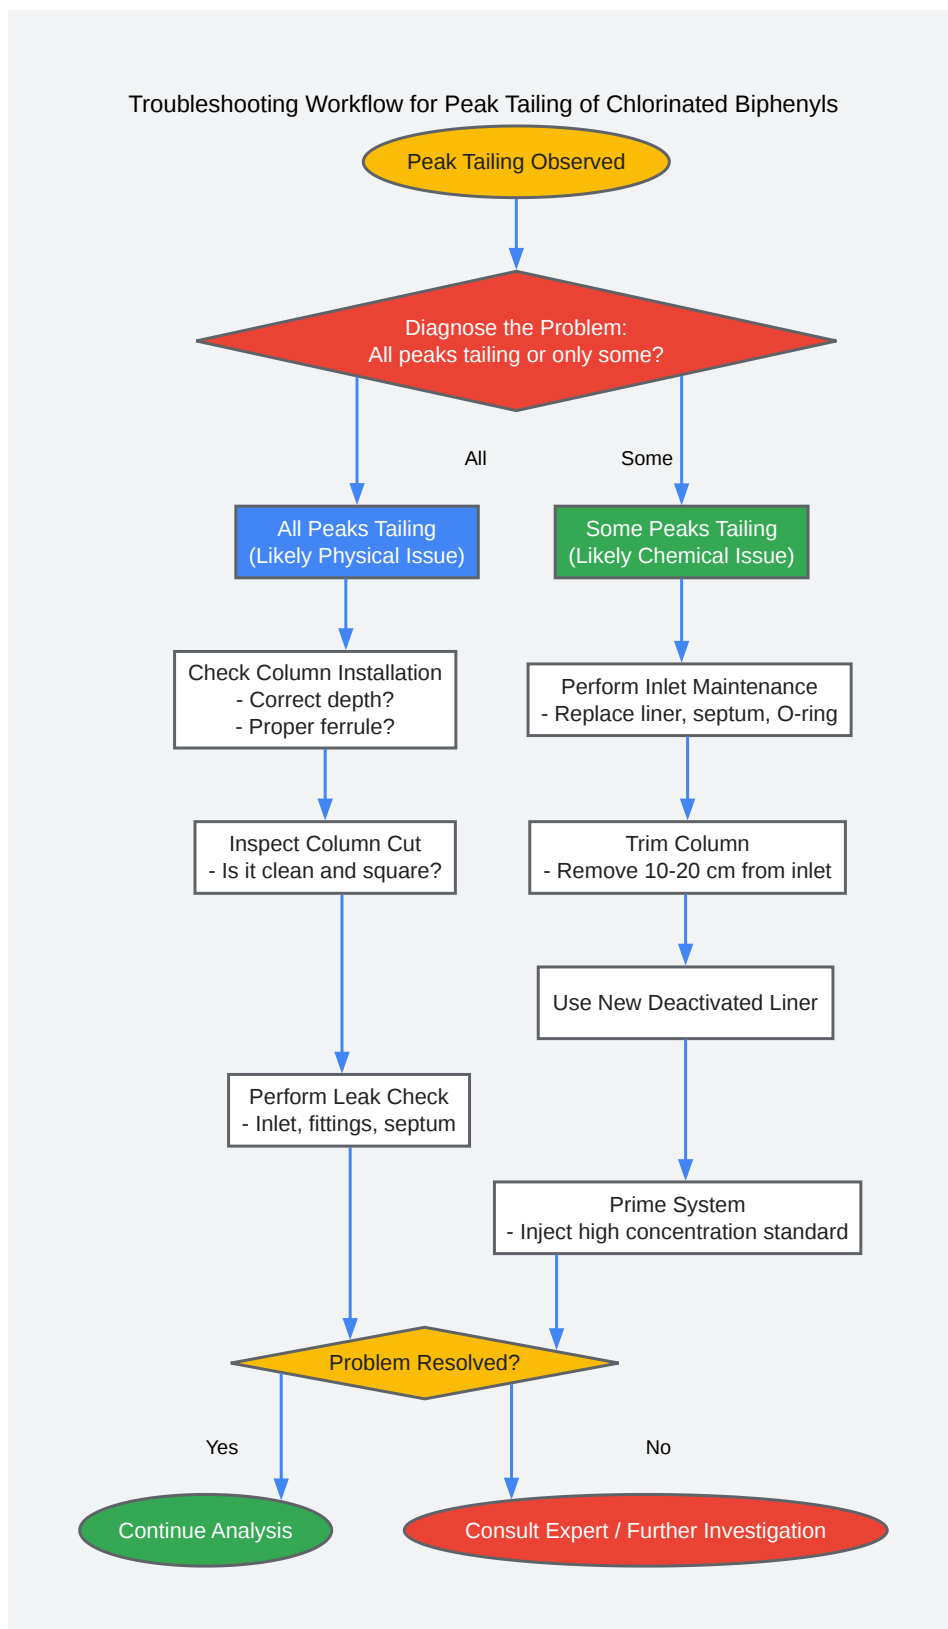 Troubleshooting Workflow for Peak Tailing of Chlorinated Biphenyls
Peak Tailing Observed
Diagnose the Problem:
All peaks tailing or only some?
All
Some
All Peaks Tailing
(Likely Physical Issue)
Some Peaks Tailing
(Likely Chemical Issue)
Check Column Installation
- Correct depth?
- Proper ferrule?
Perform Inlet Maintenance
- Replace liner, septum, O-ring
Inspect Column Cut
- Is it clean and square?
Trim Column
- Remove 10-20 cm from inlet
Use New Deactivated Liner
Perform Leak Check
- Inlet, fittings, septum
Prime System
- Inject high concentration standard
Problem Resolved?
Yes
No
Continue Analysis
Consult Expert / Further Investigation